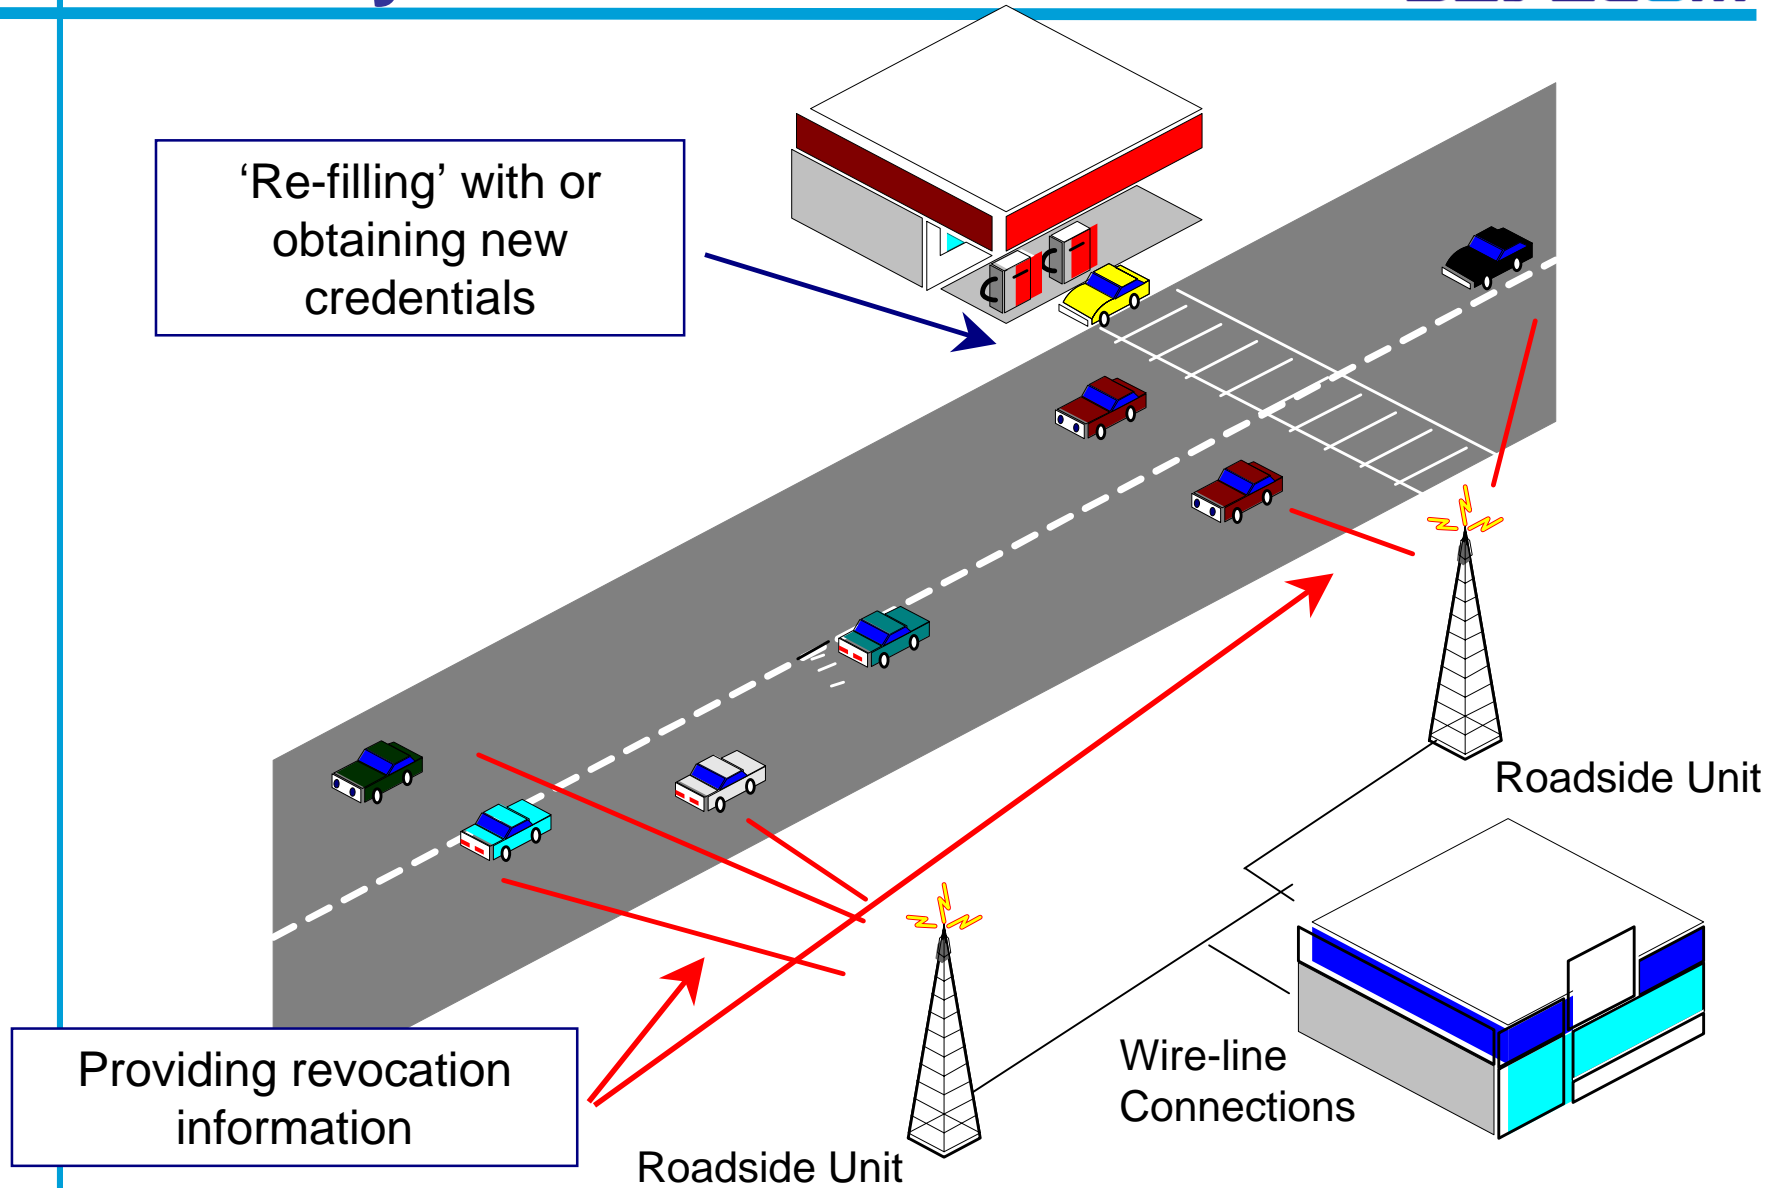 ‘Re-filling’ with or
obtaining new
credentials
Roadside Unit
Wire-line
Connections
Providing revocation
information
Roadside Unit